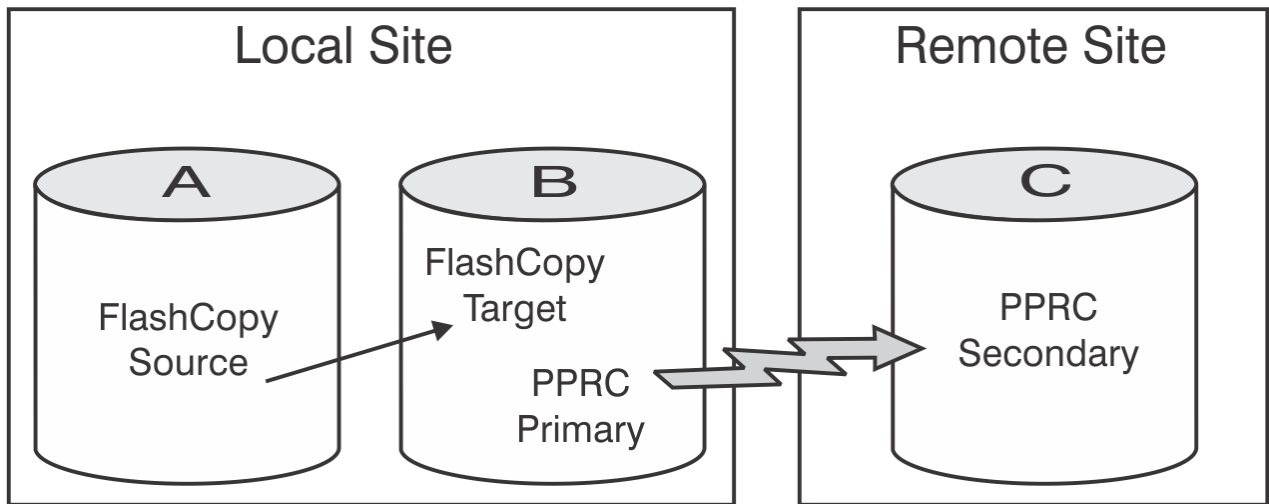 Local Site
Remote Site
A
B
C
FlashCopy
Source
FlashCopy
Target
PPRC
Primary
PPRC
Secondary